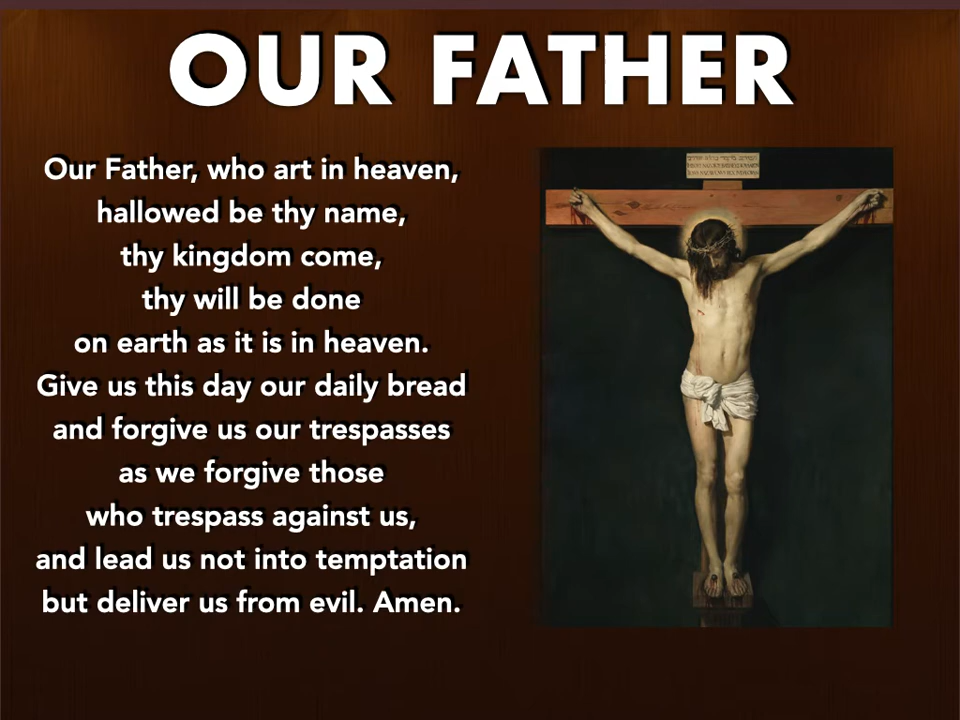 OUR FATHER
Our Father, who art in heaven,
hallowed be thy name,
thy kingdom come,
thy will be done
on earth as it is in heaven.
Give us this day our daily bread
and forgive us our trespasses
as we forgive those
who trespass against us,
and lead us not into temptation
but deliver us from evil. Amen.